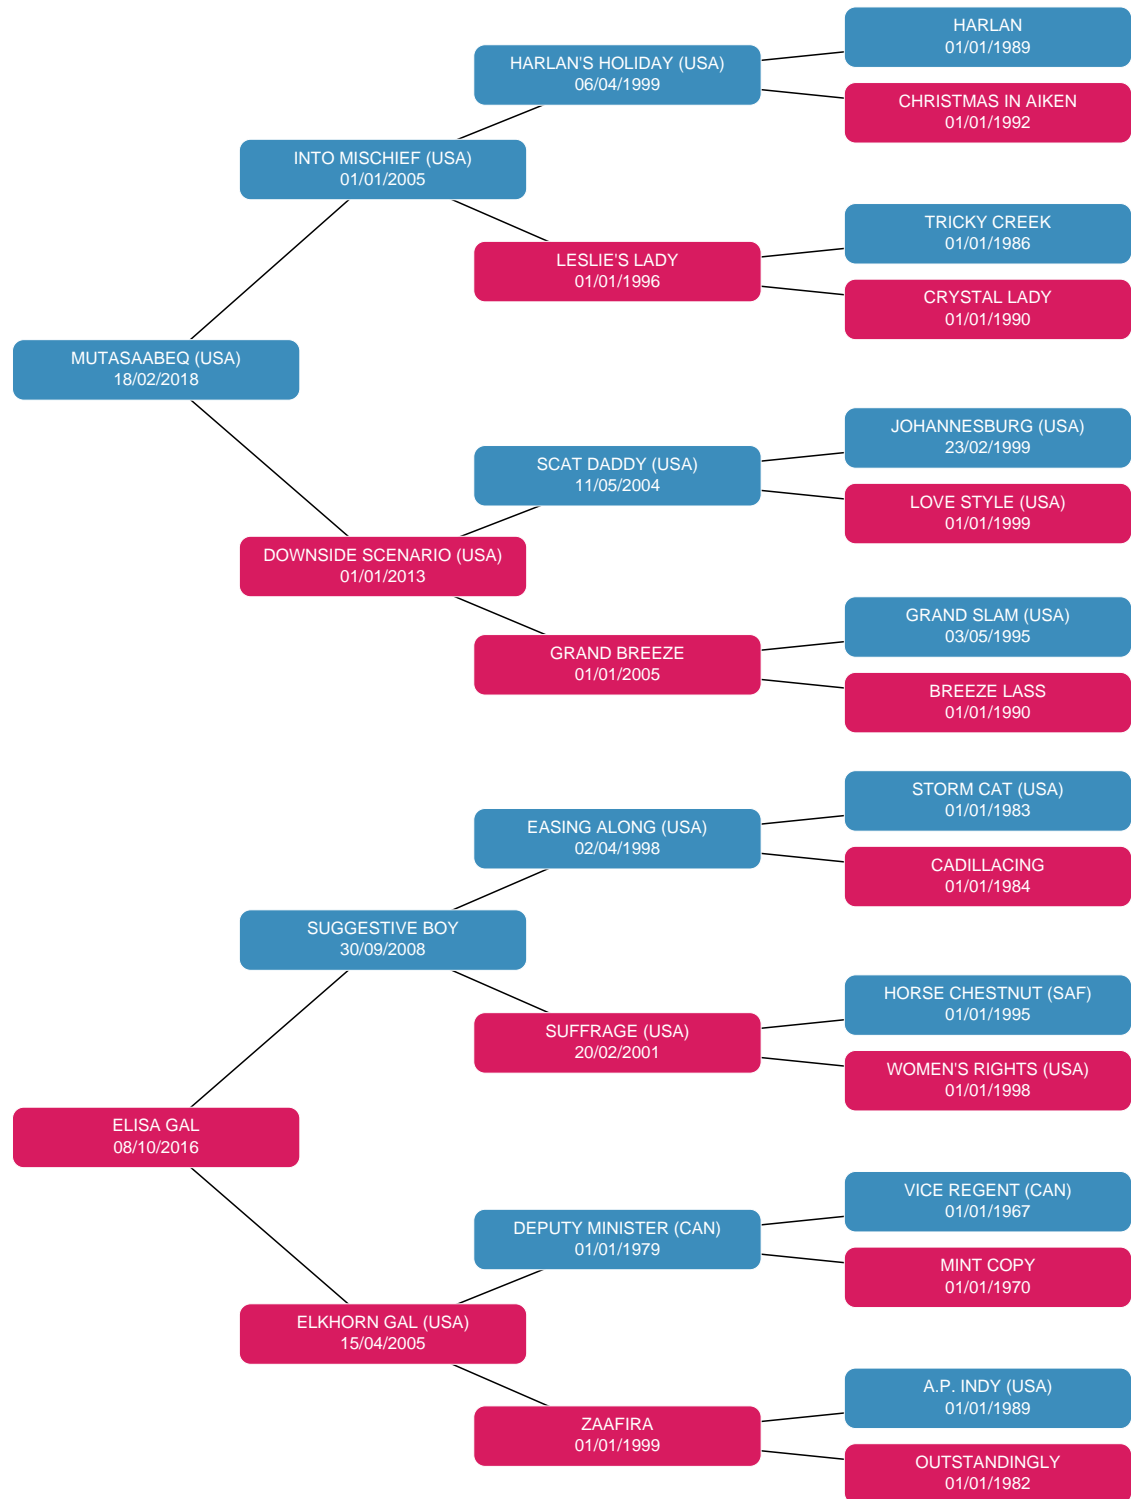 HARLAN
01/01/1989
HARLAN'S HOLIDAY (USA)
06/04/1999
CHRISTMAS IN AIKEN
01/01/1992
INTO MISCHIEF (USA)
01/01/2005
TRICKY CREEK
01/01/1986
LESLIE'S LADY
01/01/1996
CRYSTAL LADY
01/01/1990
MUTASAABEQ (USA)
18/02/2018
JOHANNESBURG (USA)
23/02/1999
SCAT DADDY (USA)
11/05/2004
LOVE STYLE (USA)
01/01/1999
DOWNSIDE SCENARIO (USA)
01/01/2013
GRAND SLAM (USA)
03/05/1995
GRAND BREEZE
01/01/2005
BREEZE LASS
01/01/1990
STORM CAT (USA)
01/01/1983
EASING ALONG (USA)
02/04/1998
CADILLACING
01/01/1984
SUGGESTIVE BOY
30/09/2008
HORSE CHESTNUT (SAF)
01/01/1995
SUFFRAGE (USA)
20/02/2001
WOMEN'S RIGHTS (USA)
01/01/1998
ELISA GAL
08/10/2016
VICE REGENT (CAN)
01/01/1967
DEPUTY MINISTER (CAN)
01/01/1979
MINT COPY
01/01/1970
ELKHORN GAL (USA)
15/04/2005
A.P. INDY (USA)
01/01/1989
ZAAFIRA
01/01/1999
OUTSTANDINGLY
01/01/1982